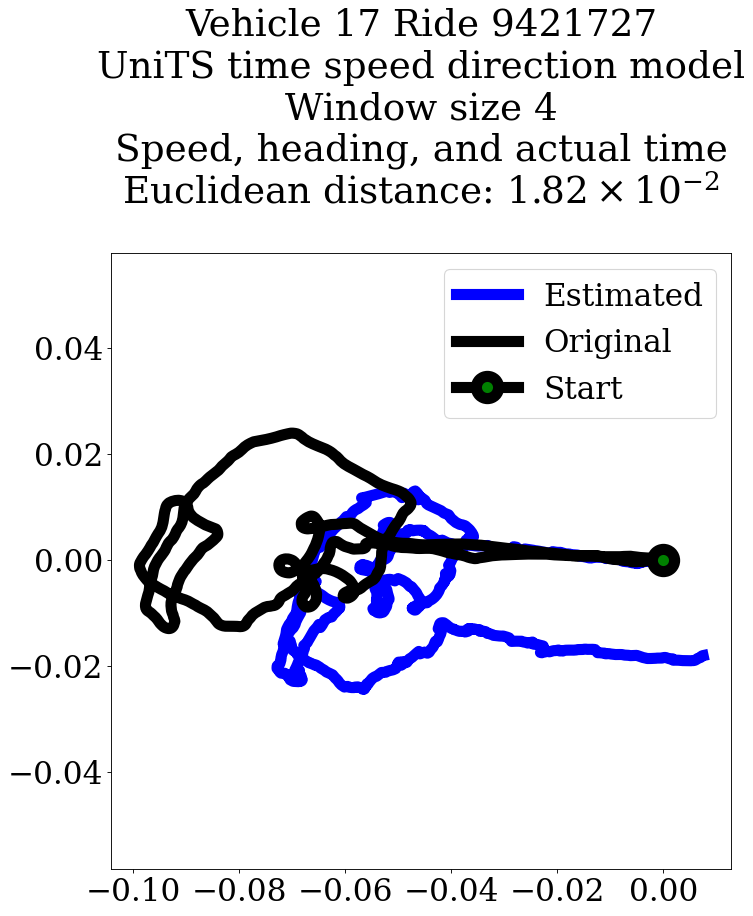 Vehicle 17 Ride 9421727
UniTS time speed direction model
Window size 4
Speed, heading, and actual time
Euclidean distance: 1.82 × 10⁻²
Estimated
Original
Start
0.04
0.02
0.00
−0.02
−0.04
−0.10 −0.08 −0.06 −0.04 −0.02 0.00